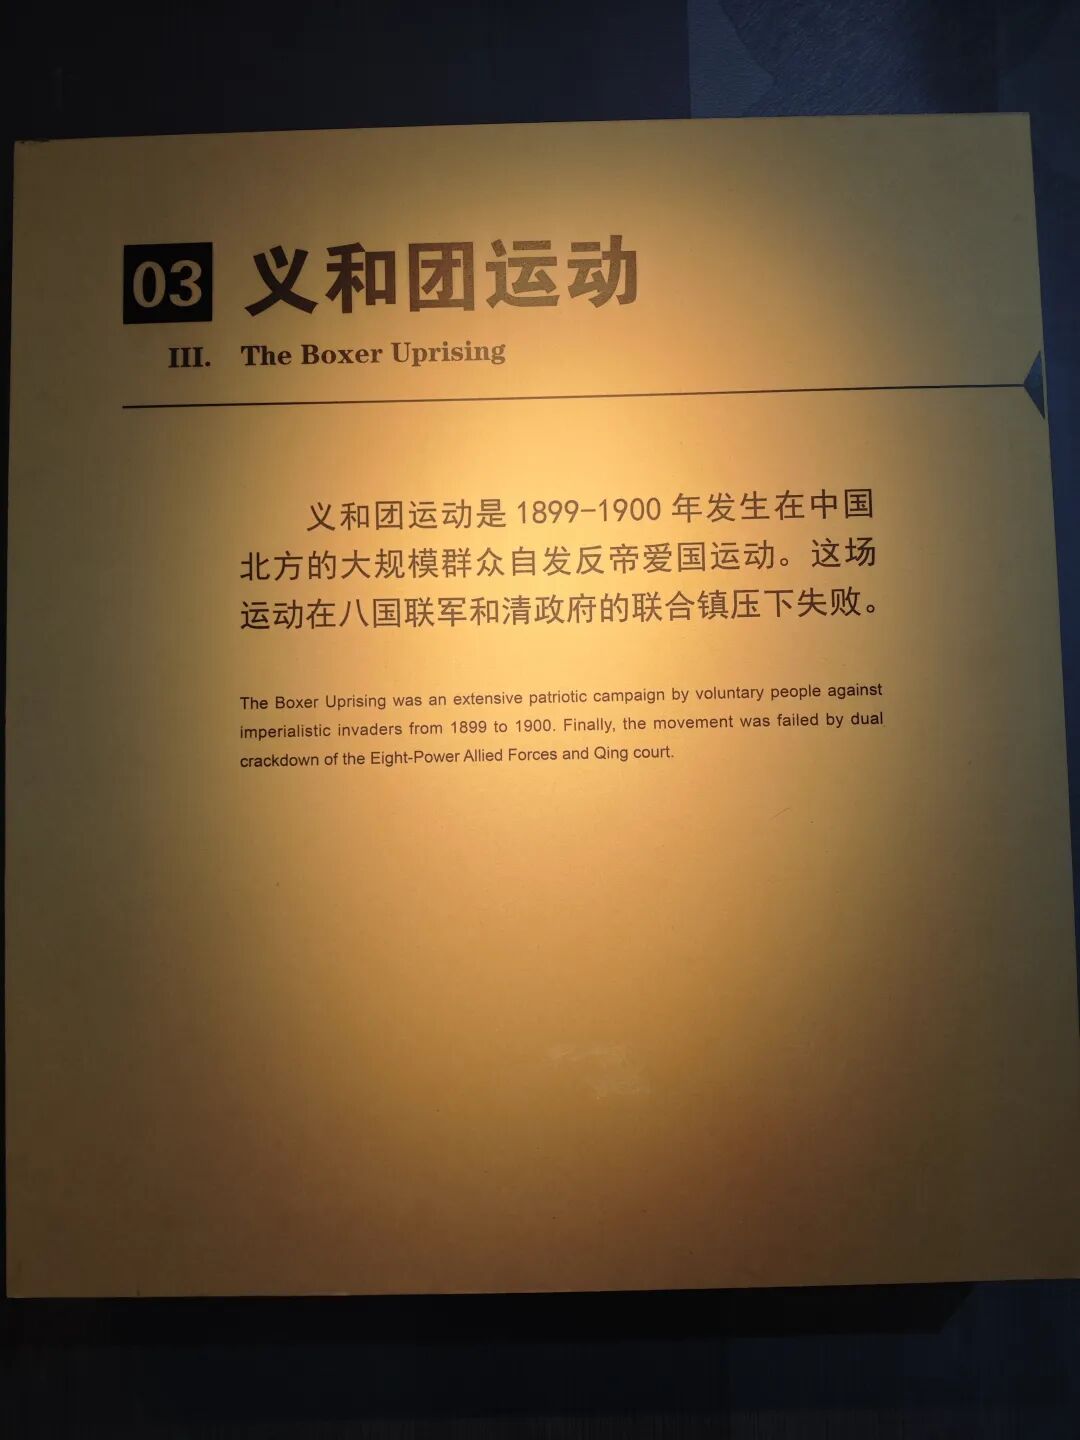 03 义和团运动
III. The Boxer Uprising
义和团运动是 1899-1900 年发生在中国
北方的大规模群众自发反帝爱国运动。这场
运动在八国联军和清政府的联合镇压下失败。
The Boxer Uprising was an extensive patriotic campaign by voluntary people against
imperialistic invaders from 1899 to 1900. Finally, the movement was failed by dual
crackdown of the Eight-Power Allied Forces and Qing court.